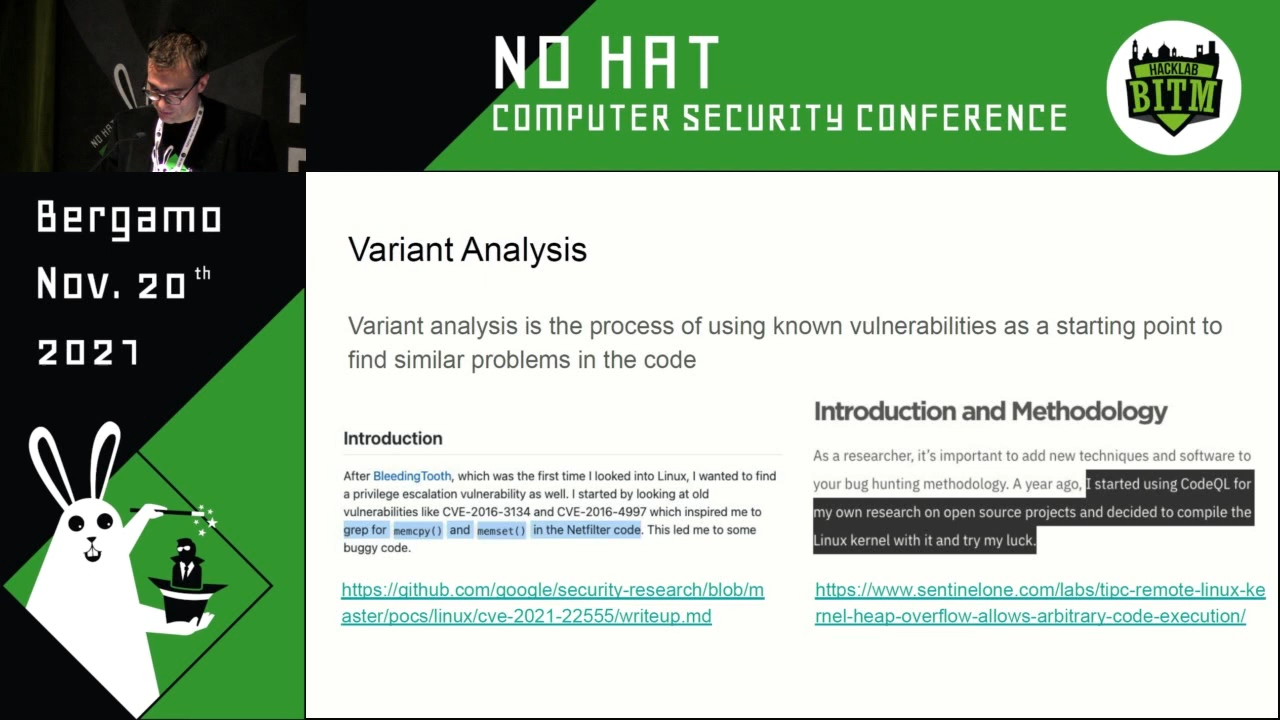 NO HAT
COMPUTER SECURITY CONFERENCE
HACKLAB
BITM
NO HAT
H
Bergamo
Nov. 20th
2021
Variant Analysis
Variant analysis is the process of using known vulnerabilities as a starting point to
find similar problems in the code
Introduction
After BleedingTooth, which was the first time I looked into Linux, I wanted to find
a privilege escalation vulnerability as well. I started by looking at old
vulnerabilities like CVE-2016-3134 and CVE-2016-4997 which inspired me to
grep for memcpy() and memset() in the Netfilter code. This led me to some
buggy code.
https://github.com/google/security-research/blob/m
aster/pocs/linux/cve-2021-22555/writeup.md
Introduction and Methodology
As a researcher, it's important to add new techniques and software to
your bug hunting methodology. A year ago, I started using CodeQL for
my own research on open source projects and decided to compile the
Linux kernel with it and try my luck.
https://www.sentinelone.com/labs/tipc-remote-linux-ke
rnel-heap-overflow-allows-arbitrary-code-execution/